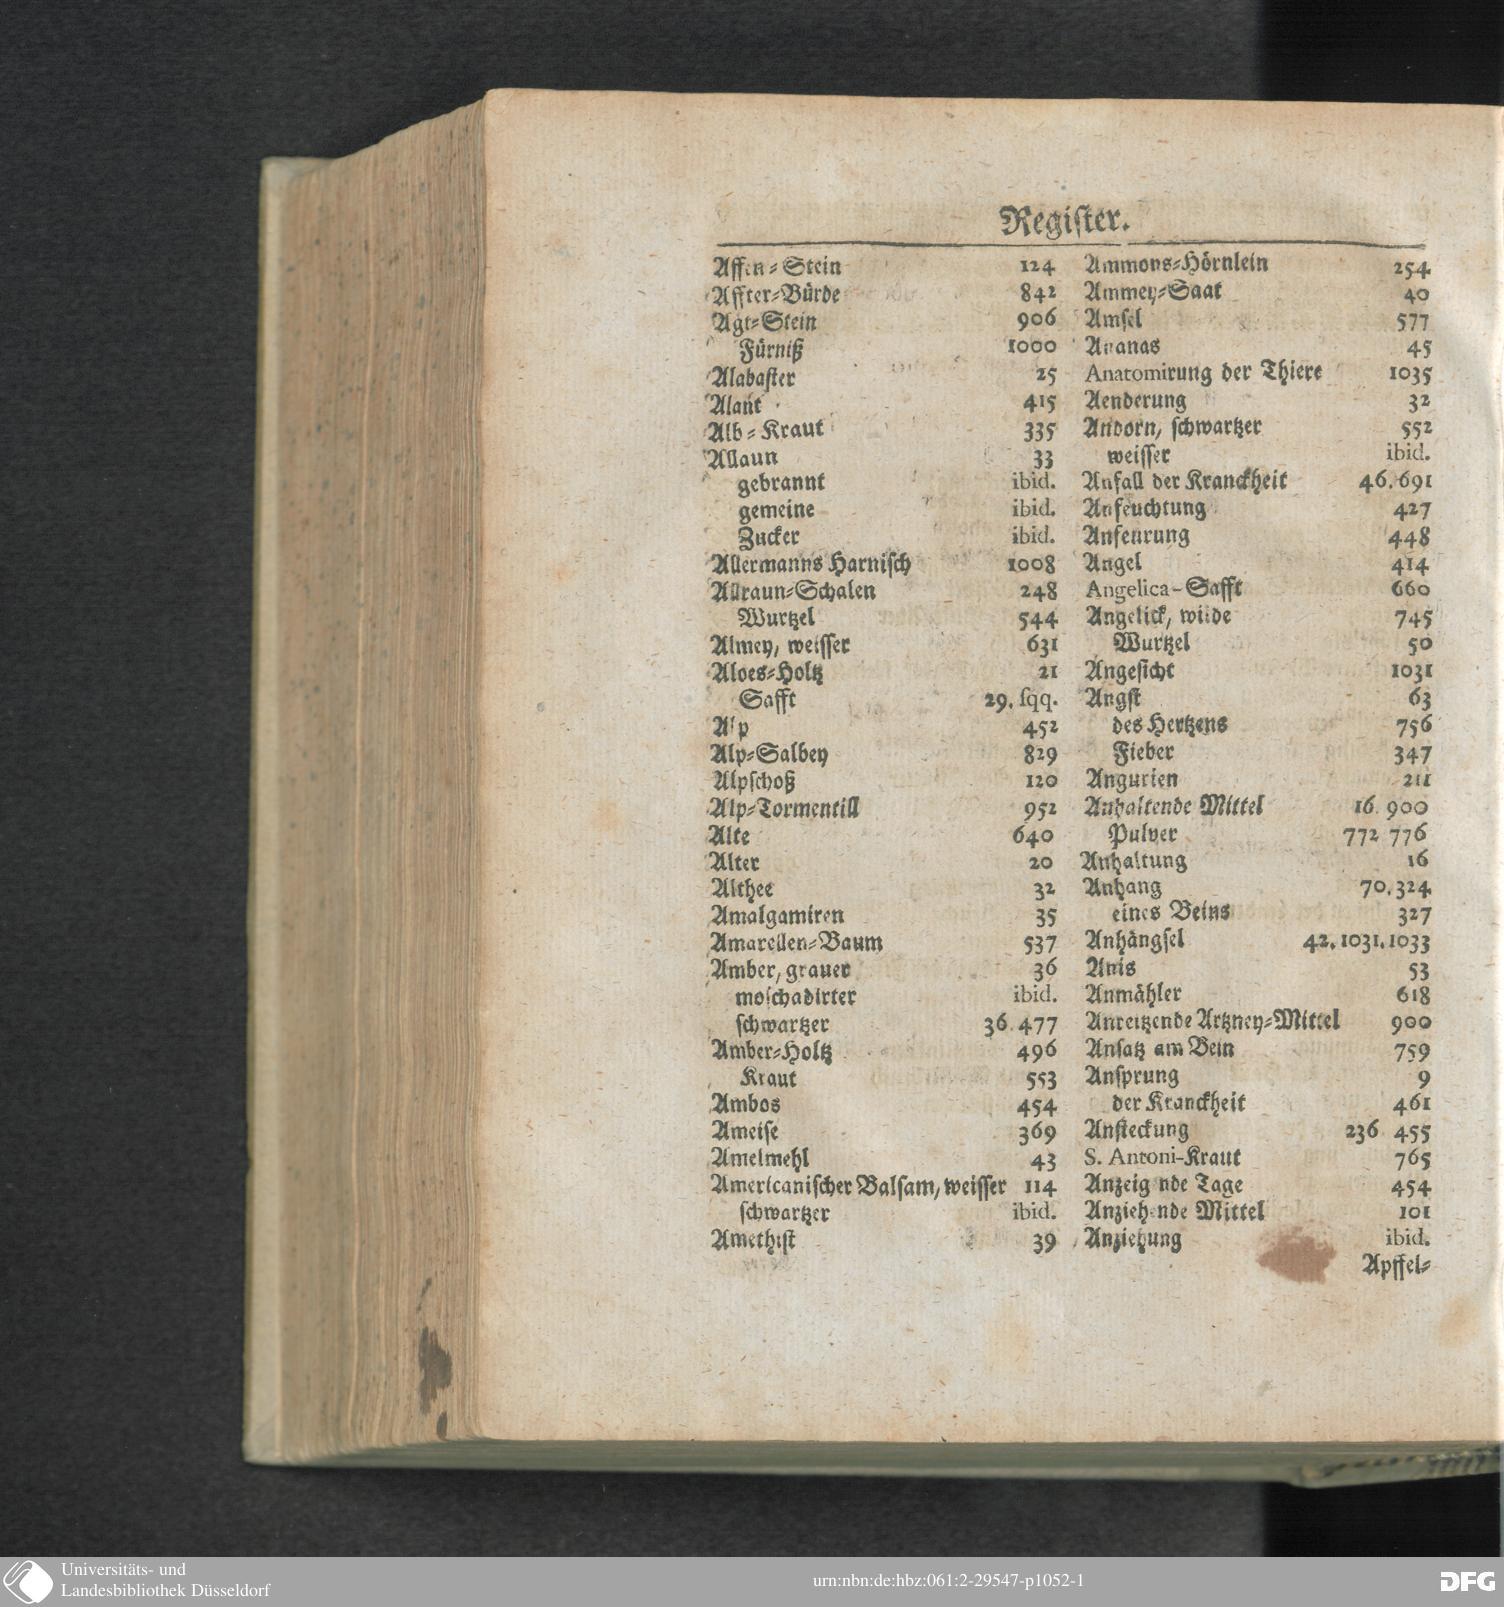 Regiſter.
Affen-Stein 124
Affter-Bürde 842
Agt-Stein 906
Fürniß 1000
Alabaſter 25
Alant 415
Alb-Kraut 335
Allaun 33
gebrannt ibid.
gemeine ibid.
Zucker ibid.
Allermanns Harniſch 1008
Allraun-Schalen 248
Wurtzel 544
Almey, weiſſer 631
Aloes-Holtz 21
Safft 29. ſqq.
Alp 452
Alp-Salbey 829
Alpſchoß 120
Alp-Tormentill 952
Alte 640
Alter 20
Althee 32
Amalgamiren 35
Amarellen-Baum 537
Amber, grauer 36
moſchadirter ibid.
ſchwartzer 36.477
Amber-Holtz 496
Kraut 553
Ambos 454
Ameiſe 369
Amelmehl 43
Americaniſcher Balſam, weiſſer 114
ſchwartzer ibid.
Amethiſt 39
Ammons-Hörnlein 254
Ammey-Saat 40
Amſel 577
Ananas 45
Anatomirung der Thiere 1035
Aenderung 32
Andorn, ſchwartzer 552
weiſſer ibid.
Anfall der Kranckheit 46.691
Anfeuchtung 427
Anfeurung 448
Angel 414
Angelica-Safft 660
Angelick, wilde 745
Wurtzel 50
Angeſicht 1031
Angſt 63
des Hertzens 756
Fieber 347
Angurien 211
Anhaltende Mittel 16. 900
Pulver 772 776
Anhaltung 16
Anhang 70.324
eines Beins 327
Anhängſel 42.1031.1033
Anis 53
Anmähler 618
Anreitzende Artzney-Mittel 900
Anſatz am Bein 759
Anſprung 9
der Kranckheit 461
Anſteckung 236 455
S. Antoni-Kraut 765
Anzeig nde Tage 454
Anziehende Mittel 101
Anziehung ibid.
Apffel-
Universitäts- und
Landesbibliothek Düsseldorf
urn:nbn:de:hbz:061:2-29547-p1052-1
DFG